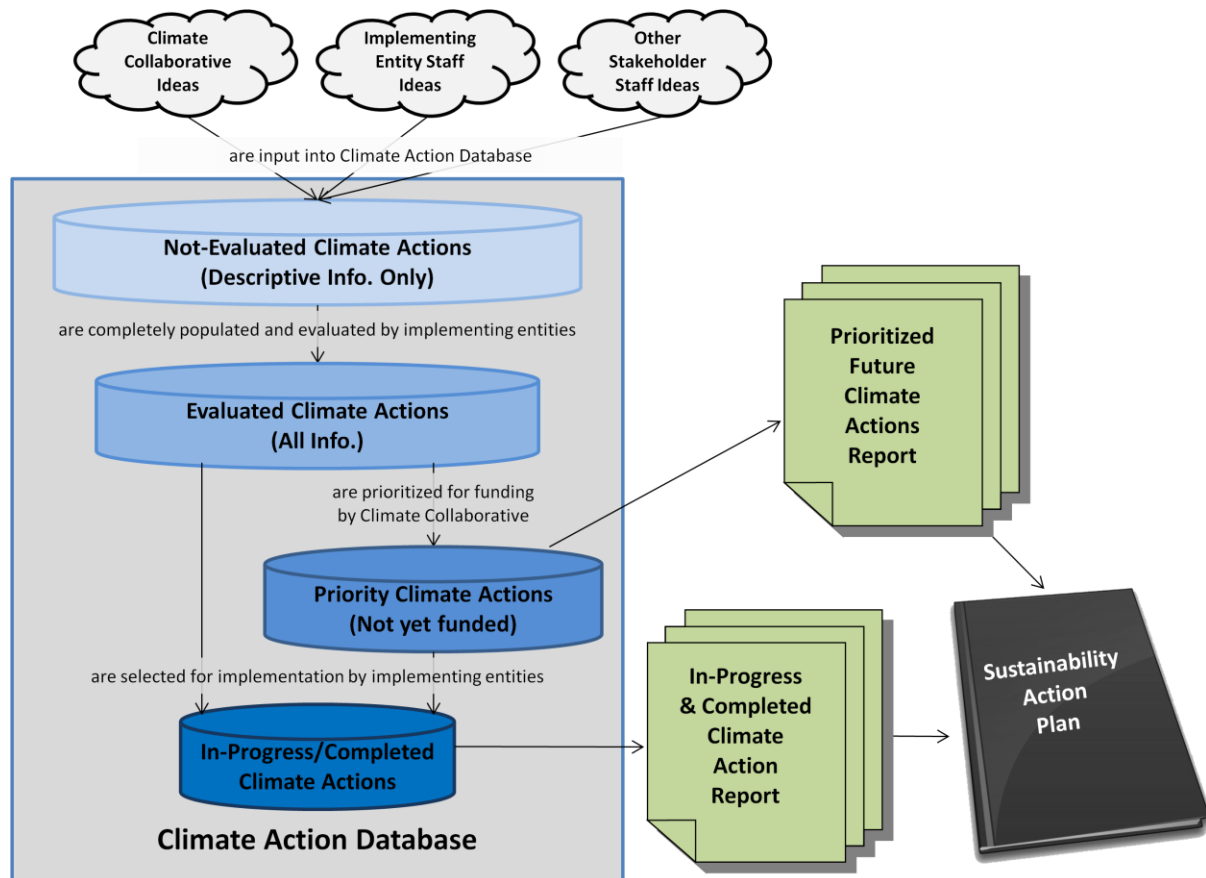 Climate
Collaborative
Ideas
Implementing
Entity Staff
Ideas
Other
Stakeholder
Staff Ideas
are input into Climate Action Database
Not-Evaluated Climate Actions
(Descriptive Info. Only)
are completely populated and evaluated by implementing entities
Evaluated Climate Actions
(All Info.)
are prioritized for funding
by Climate Collaborative
Priority Climate Actions
(Not yet funded)
are selected for implementation by implementing entities
In-Progress/Completed
Climate Actions
Climate Action Database
Prioritized
Future
Climate
Actions
Report
In-Progress
& Completed
Climate
Action
Report
Sustainability
Action
Plan